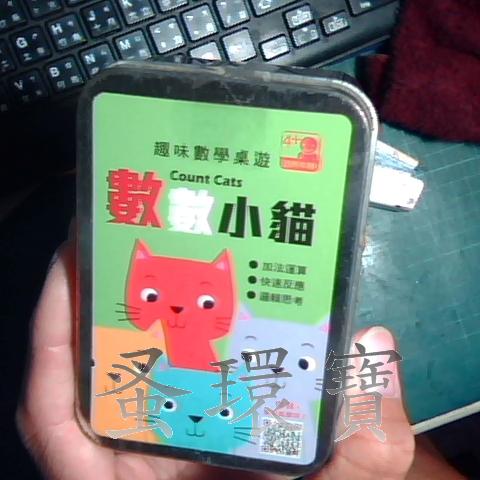 趣味數學桌遊
4+
Count Cats
數數小貓
●加法運算
●快速反應
●邏輯思考
蚤環寶